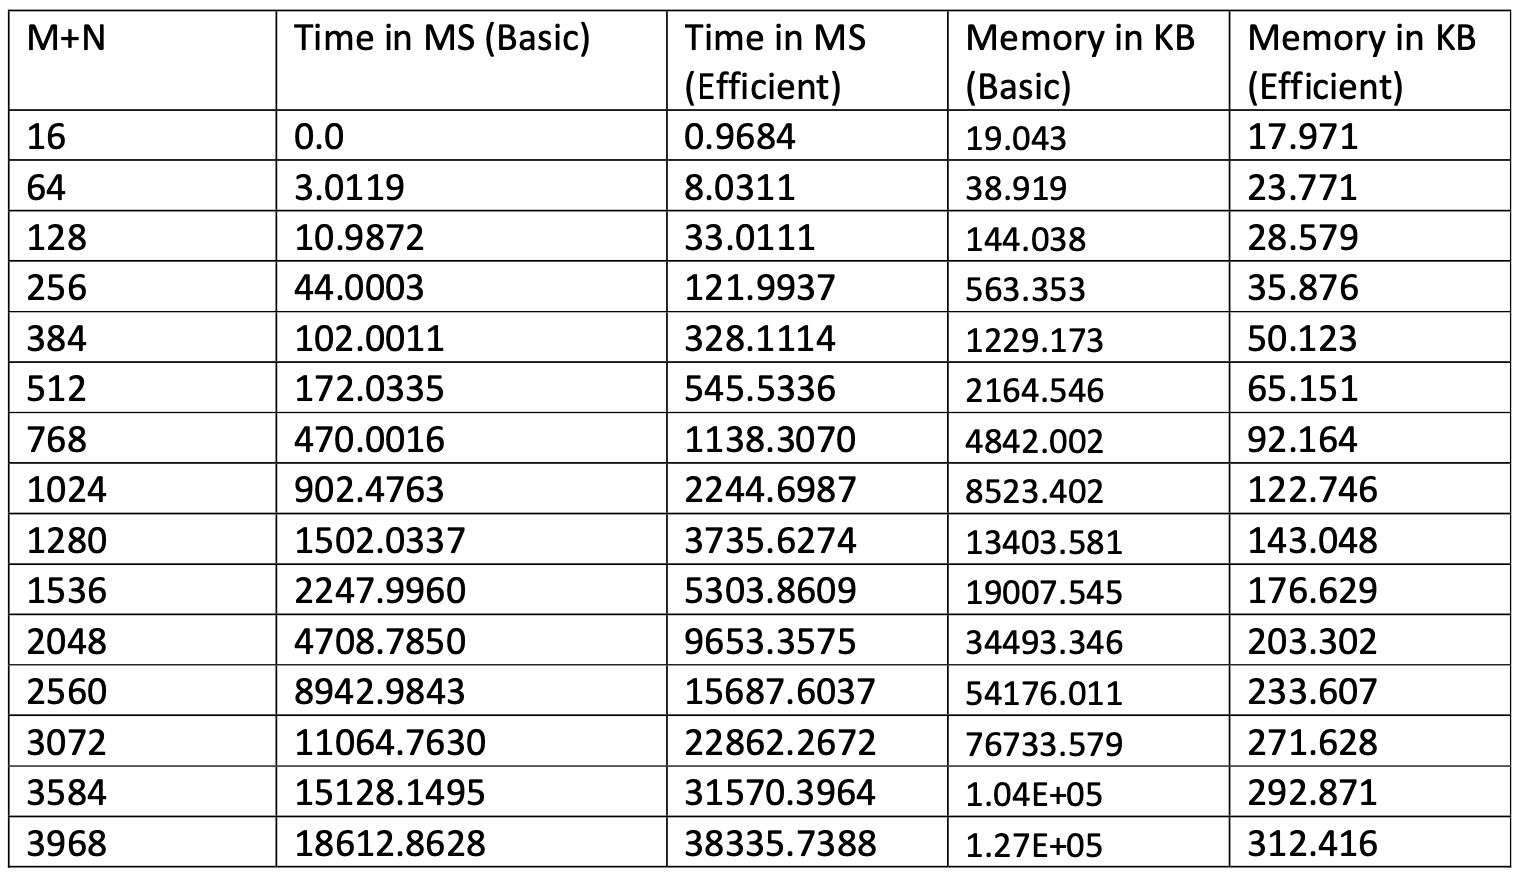 M+N Time in MS (Basic) Time in MS Memory in KB Memory in KB
(Efficient) (Basic) (Efficient)
16 0.0 0.9684 19.043 17.971
64 3.0119 8.0311 38.919 23.771
128 10.9872 33.0111 144.038 28.579
256 44.0003 121.9937 563.353 35.876
384 102.0011 328.1114 1229.173 50.123
512 172.0335 545.5336 2164.546 65.151
768 470.0016 1138.3070 4842.002 92.164
1024 902.4763 2244.6987 8523.402 122.746
1280 1502.0337 3735.6274 13403.581 143.048
1536 2247.9960 5303.8609 19007.545 176.629
2048 4708.7850 9653.3575 34493.346 203.302
2560 8942.9843 15687.6037 54176.011 233.607
3072 11064.7630 22862.2672 76733.579 271.628
3584 15128.1495 31570.3964 1.04E+05 292.871
3968 18612.8628 38335.7388 1.27E+05 312.416